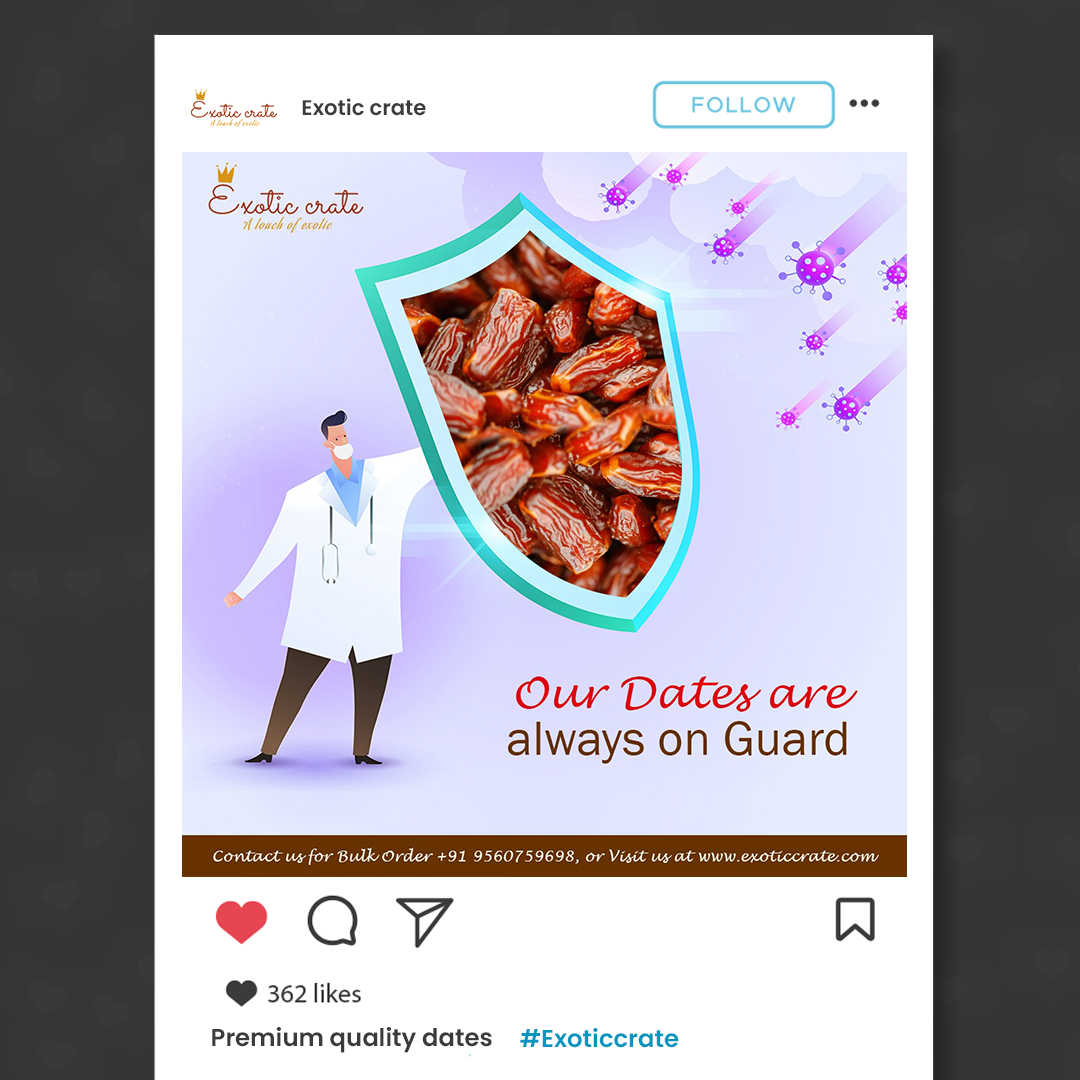 Exotic crate
A touch of exotic
Exotic crate
FOLLOW
Exotic crate
A touch of exotic
Our Dates are
always on Guard
Contact us for Bulk Order +91 9560759698, or Visit us at www.exoticcrate.com
362 likes
Premium quality dates #Exoticcrate